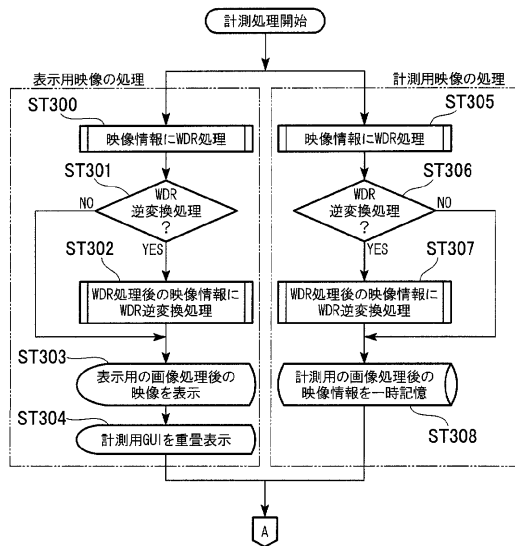 計測処理開始
表示用映像の処理
計測用映像の処理
ST300
映像情報にWDR処理
ST305
映像情報にWDR処理
ST301
WDR
逆変換処理
?
NO
YES
ST306
WDR
逆変換処理
?
NO
YES
ST302
WDR処理後の映像情報に
WDR逆変換処理
ST307
WDR処理後の映像情報に
WDR逆変換処理
ST303
表示用の画像処理後の
映像を表示
計測用の画像処理後の
映像情報を一時記憶
ST308
ST304
計測用GUIを重畳表示
A